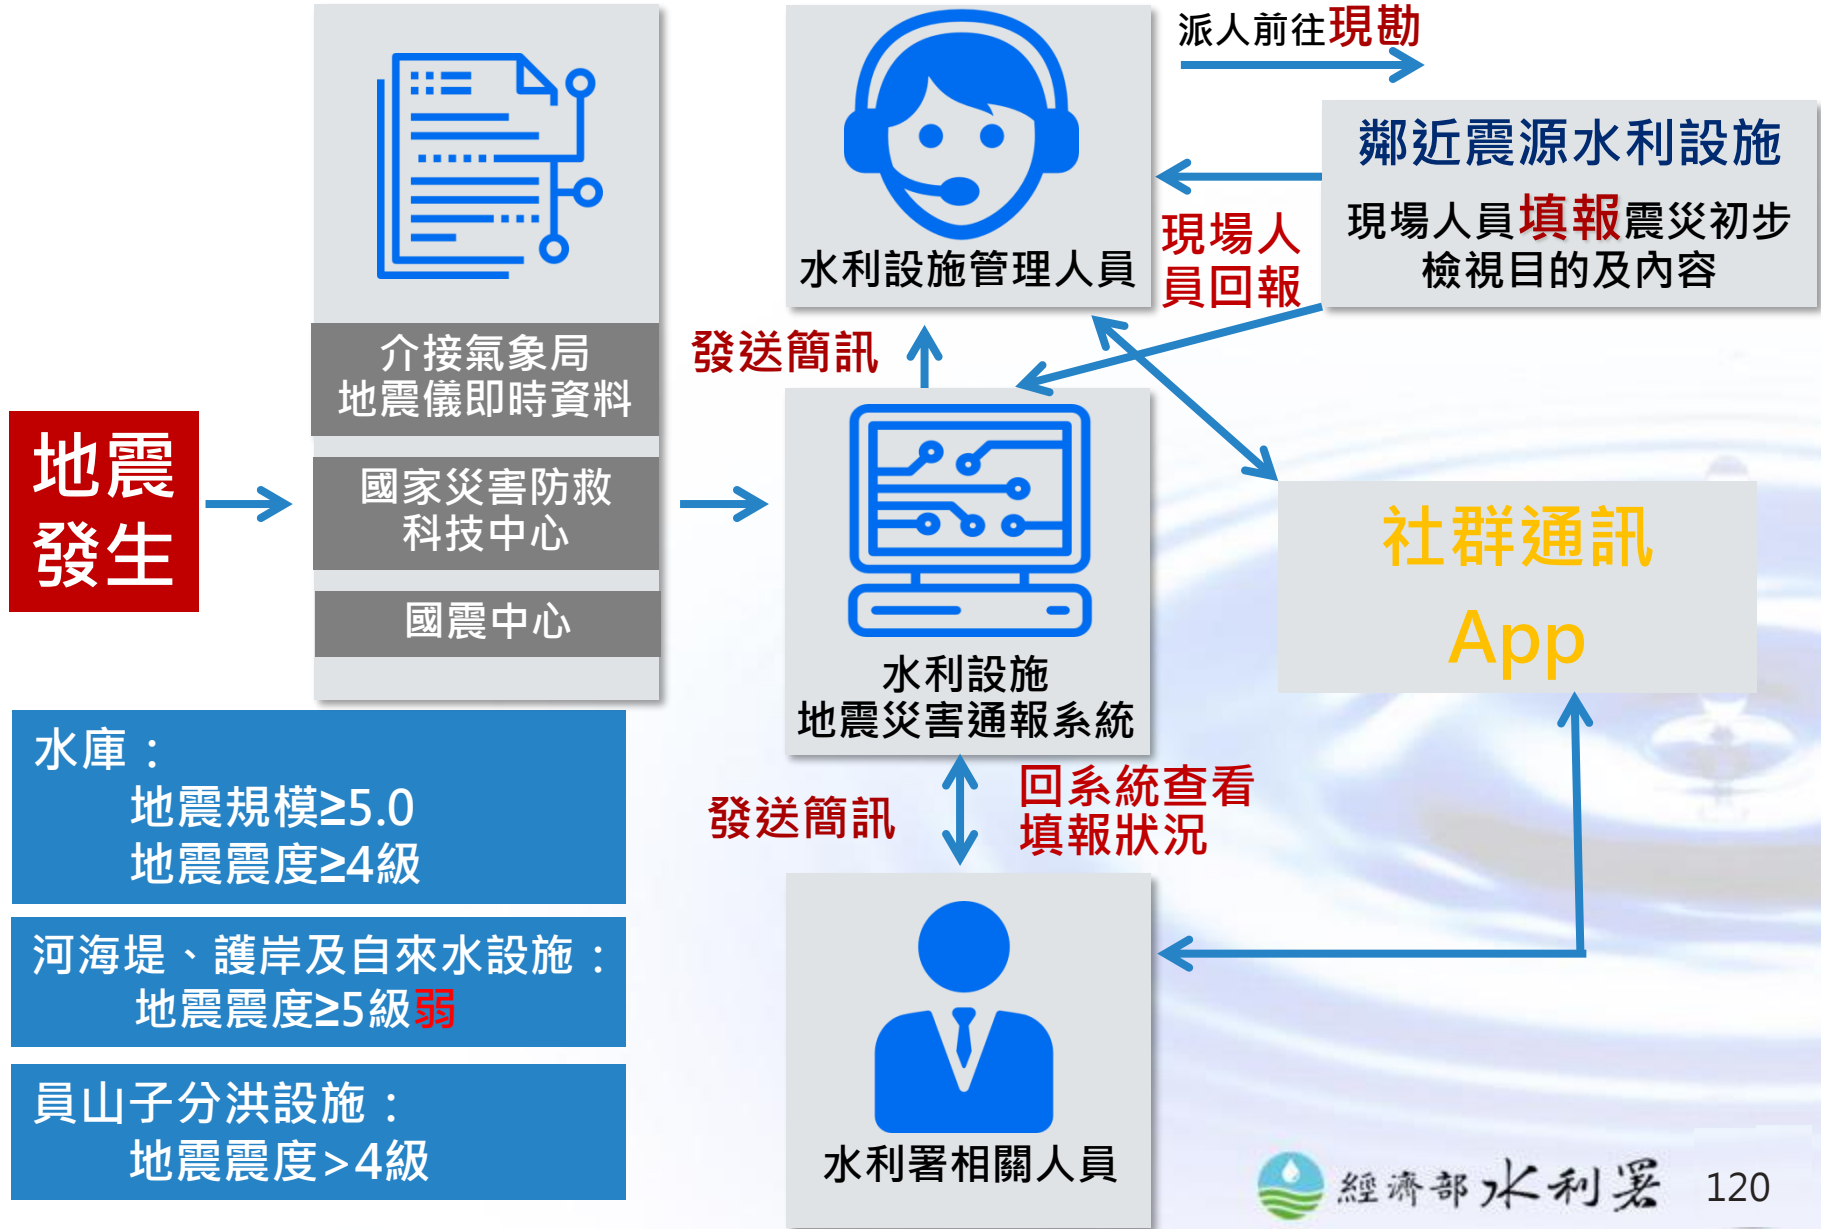 地震
發生
介接氣象局
地震儀即時資料
國家災害防救
科技中心
國震中心
水庫：
地震規模≥5.0
地震震度≥4級
河海堤、護岸及自來水設施：
地震震度≥5級弱
員山子分洪設施：
地震震度>4級
水利設施管理人員
發送簡訊
水利設施
地震災害通報系統
發送簡訊
回系統查看
填報狀況
水利署相關人員
派人前往現勘
鄰近震源水利設施
現場人員填報震災初步
檢視目的及內容
現場人
員回報
社群通訊
App
經濟部水利署
120